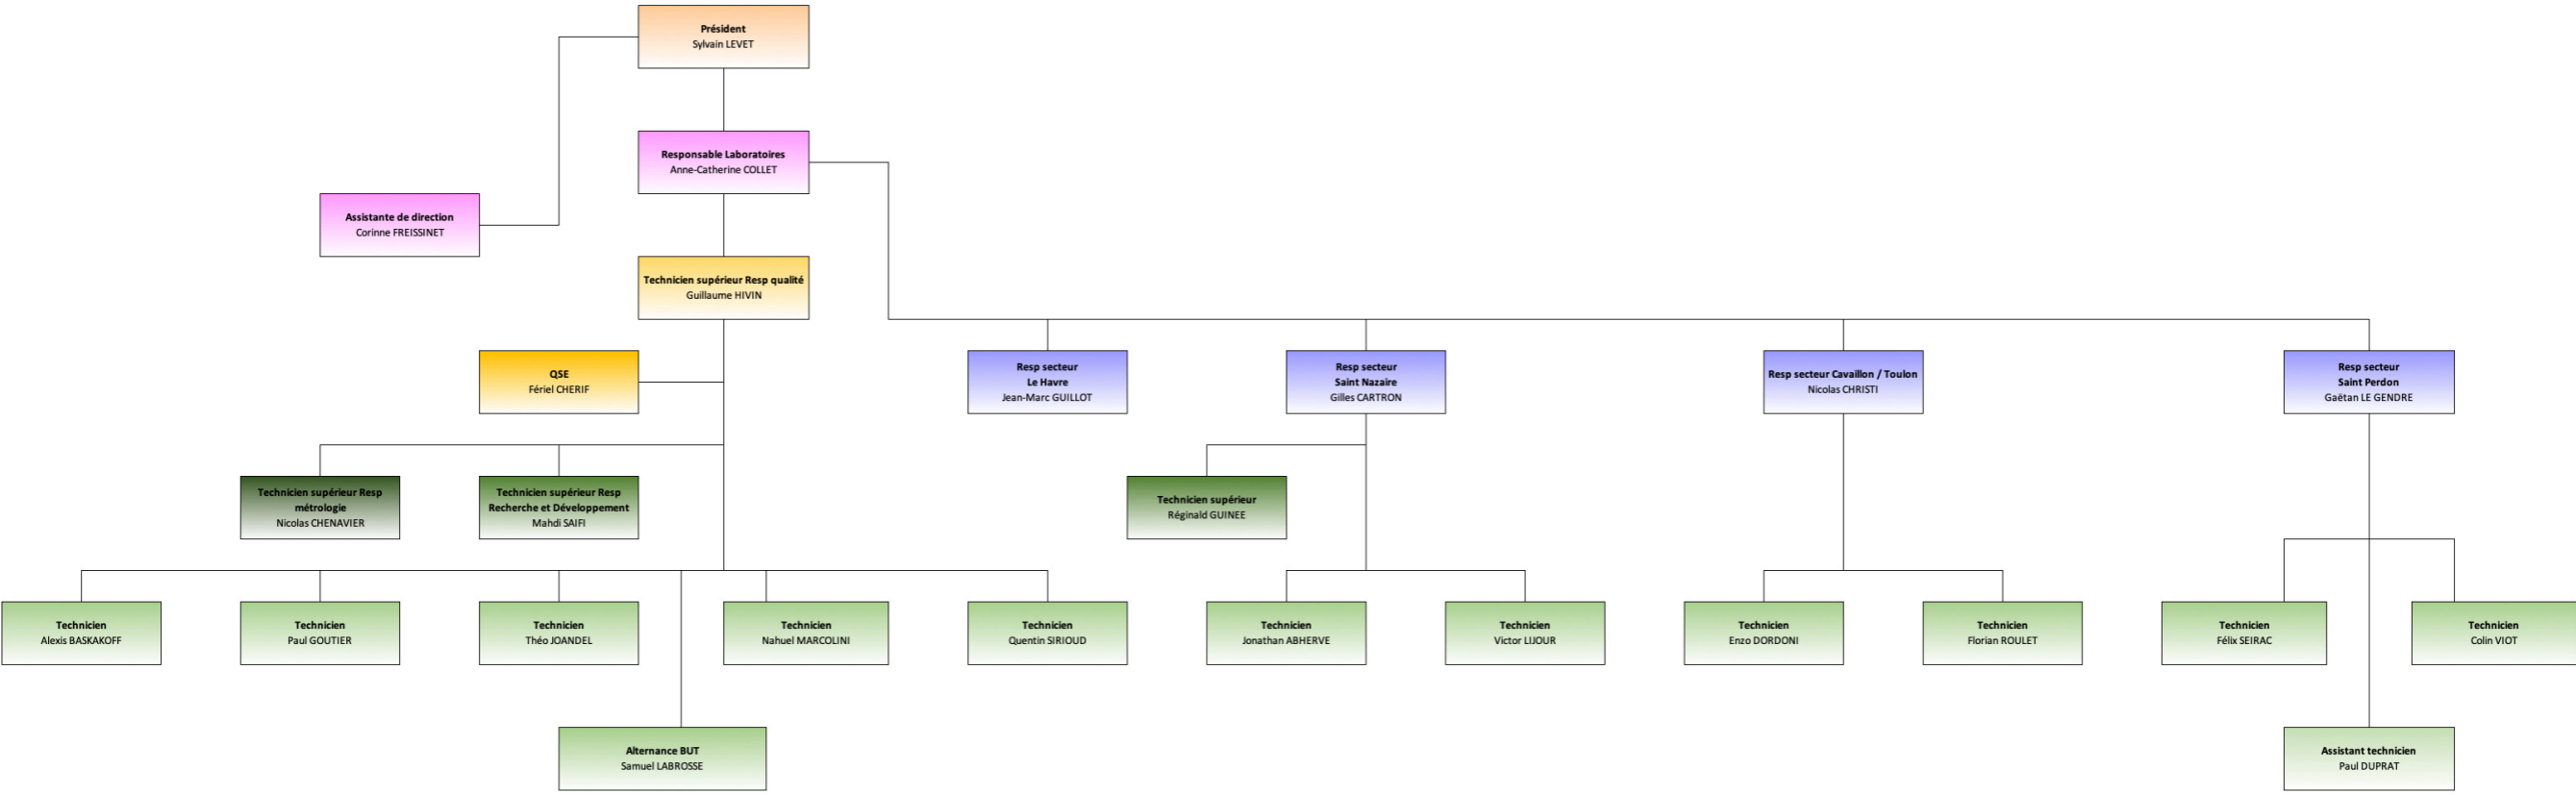 Président
Sylvain LEVET
Responsable Laboratoires
Anne-Catherine COLLET
Assistante de direction
Corinne FREISSINET
Technicien supérieur Resp qualité
Guillaume HIVIN
QSE
Fériel CHERIF
Resp secteur
Le Havre
Jean-Marc GUILLOT
Resp secteur
Saint Nazaire
Gilles CARTRON
Resp secteur Cavaillon / Toulon
Nicolas CHRISTI
Resp secteur
Saint Perdon
Gaëtan LE GENDRE
Technicien supérieur Resp
métrologie
Nicolas CHENAVIER
Technicien supérieur Resp
Recherche et Développement
Mahdi SAIFI
Technicien supérieur
Réginald GUINEE
Technicien
Alexis BASKAKOFF
Technicien
Paul GOUTIER
Technicien
Théo JOANDEL
Technicien
Nahuel MARCOLINI
Technicien
Quentin SIRIOUD
Technicien
Jonathan ABHERVE
Technicien
Victor LIJOUR
Technicien
Enzo DORDONI
Technicien
Florian ROULET
Technicien
Félix SEIRAC
Technicien
Colin VIOT
Alternance BUT
Samuel LABROSSE
Assistant technicien
Paul DUPRAT